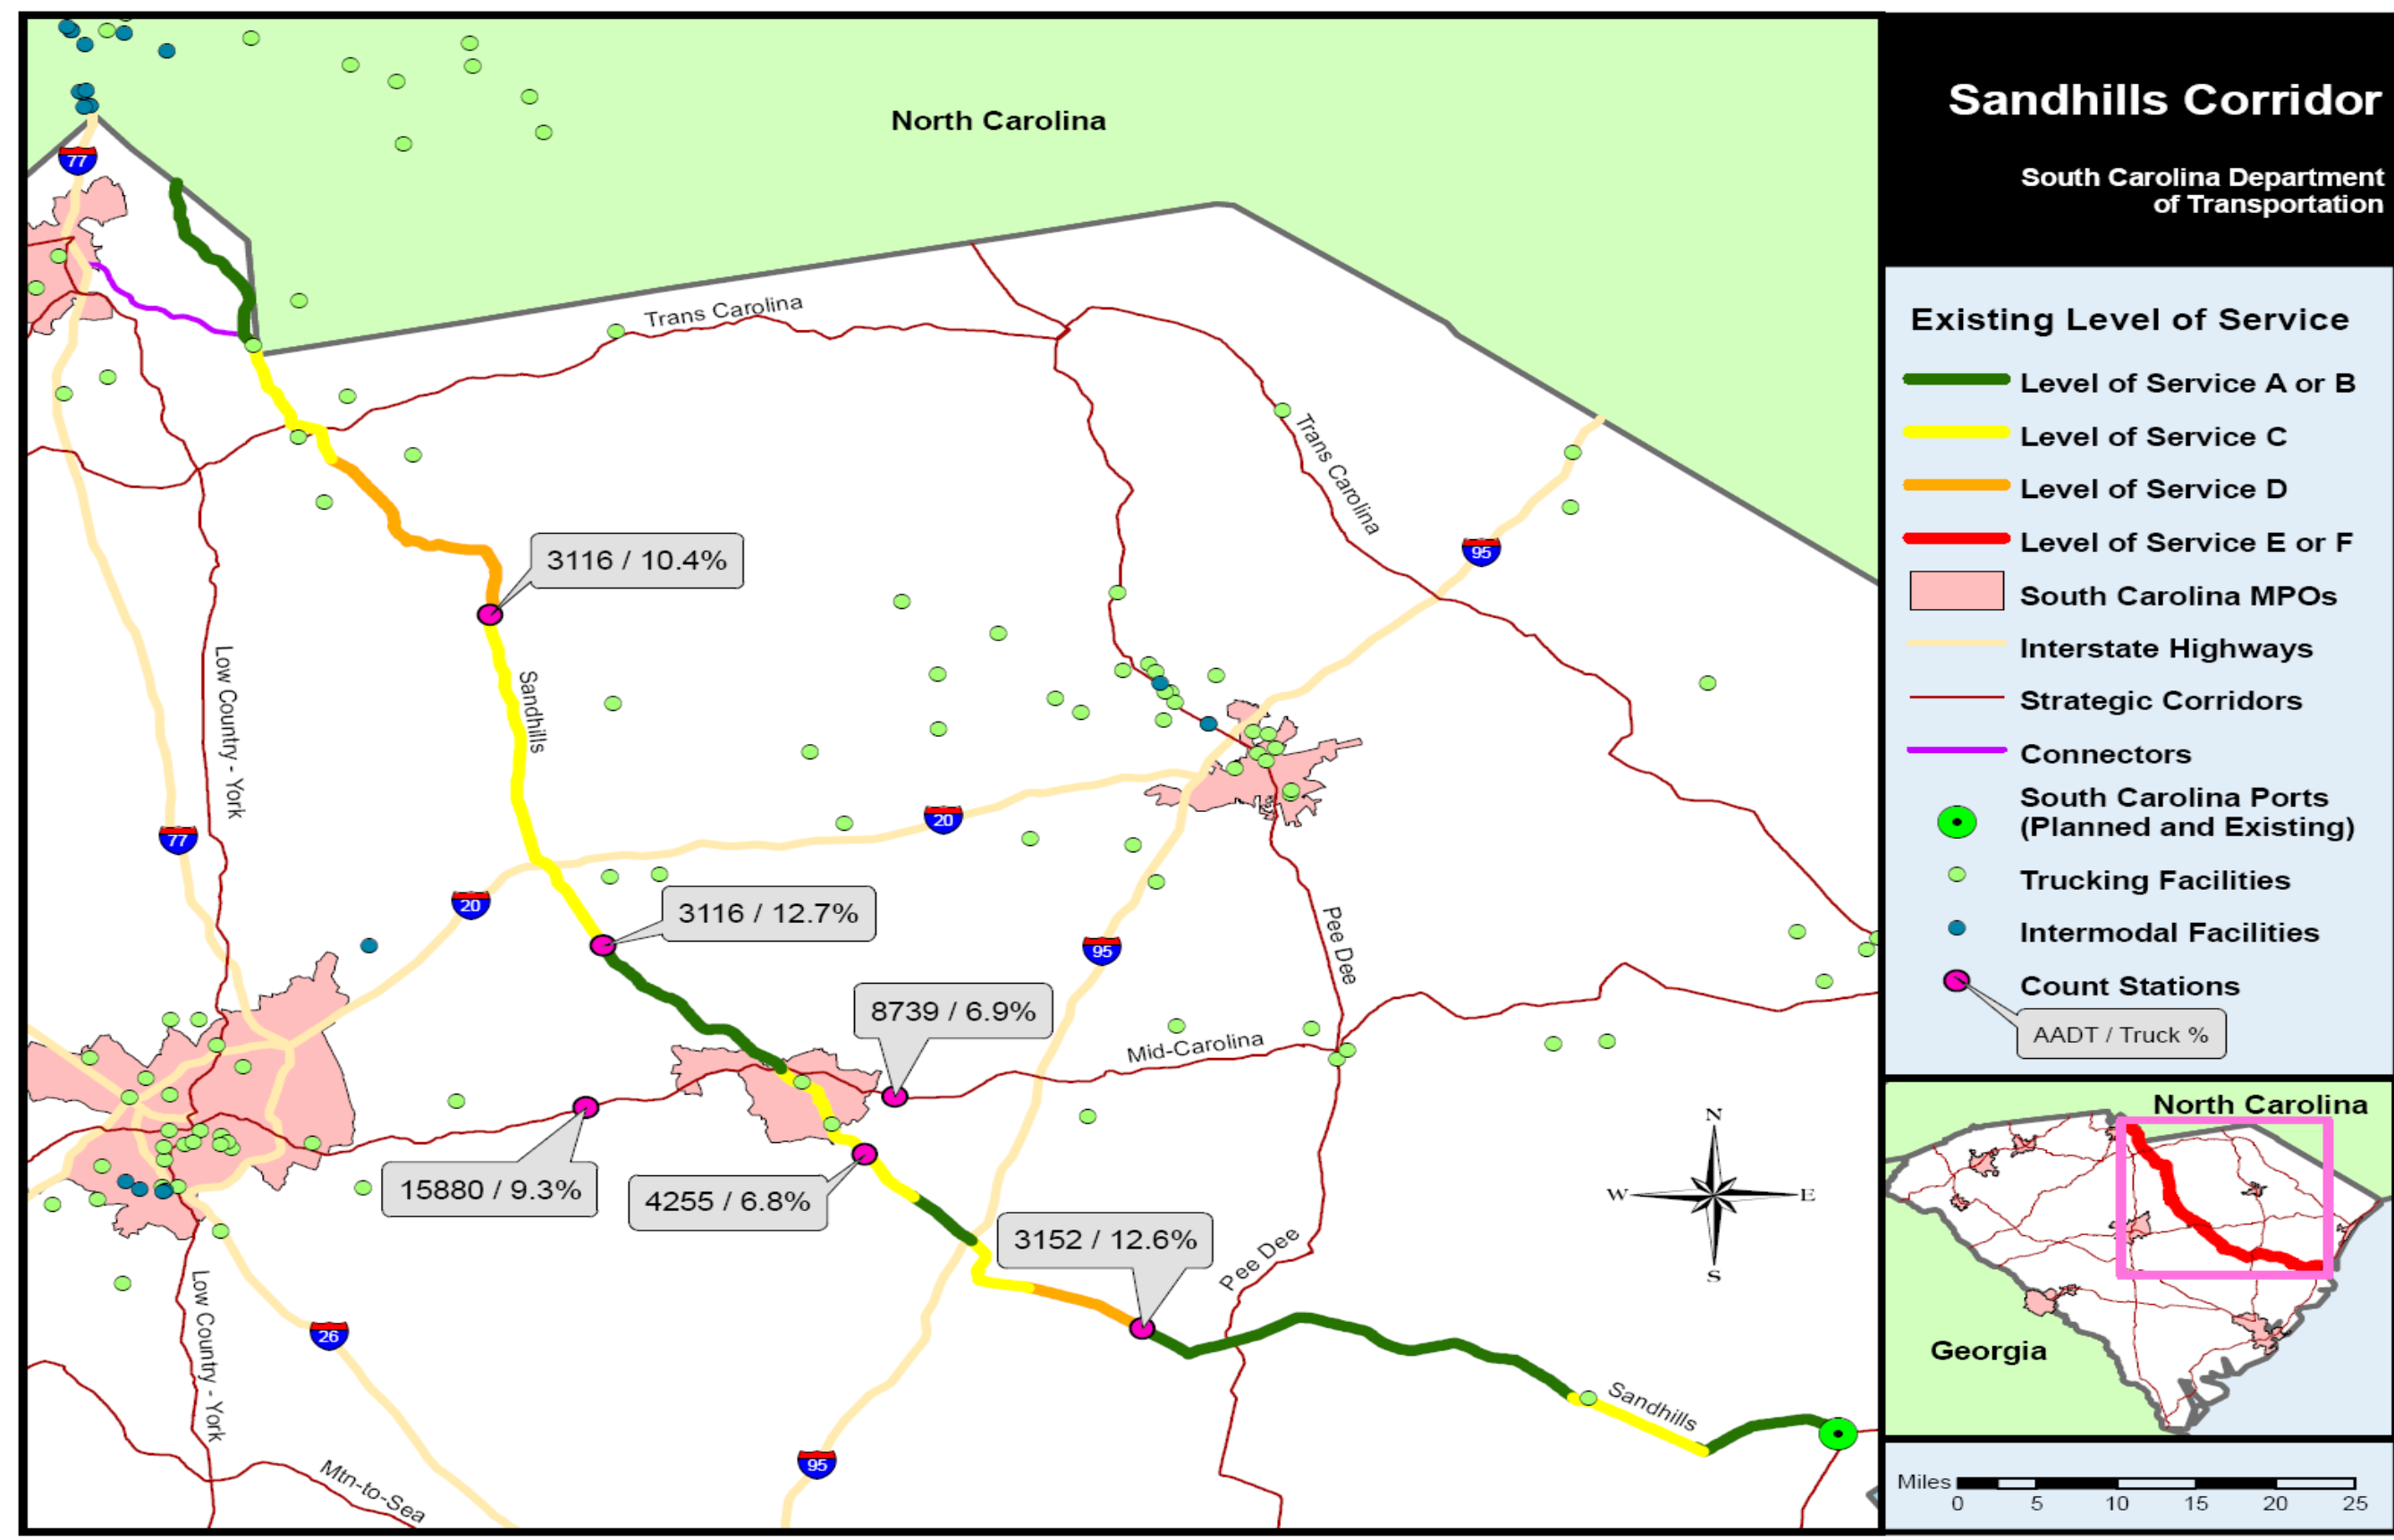 Sandhills Corridor
South Carolina Department
of Transportation
North Carolina
77
Trans Carolina
Trans Carolina
95
3116 / 10.4%
Low Country - York
Sandhills
77
20
20
3116 / 12.7%
95
Pee Dee
8739 / 6.9%
Mid-Carolina
15880 / 9.3%
4255 / 6.8%
3152 / 12.6%
Pee Dee
N
W
E
S
Low Country - York
26
Sandhills
95
Mtn-to-Sea
Existing Level of Service
Level of Service A or B
Level of Service C
Level of Service D
Level of Service E or F
South Carolina MPOs
Interstate Highways
Strategic Corridors
Connectors
South Carolina Ports
(Planned and Existing)
Trucking Facilities
Intermodal Facilities
Count Stations
AADT / Truck %
North Carolina
Georgia
Miles
0 5 10 15 20 25